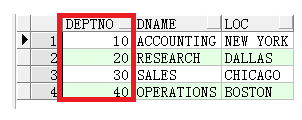 DEPTNO DNAME LOC
1 10 ACCOUNTING NEW YORK
2 20 RESEARCH DALLAS
3 30 SALES CHICAGO
4 40 OPERATIONS BOSTON